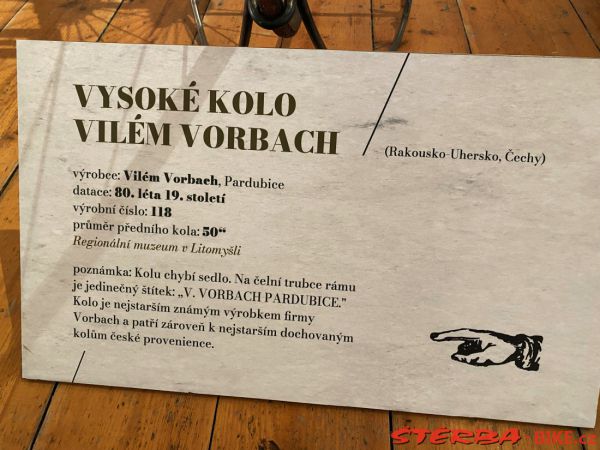 VYSOKÉ KOLO
VILÉM VORBACH
(Rakousko-Uhersko, Čechy)
výrobce: Vilém Vorbach, Pardubice
datace: 80. léta 19. století
výrobní číslo: 118
průměr předního kola: 50“
Regionální muzeum v Litomyšli
poznámka: Kolu chybí sedlo. Na čelní trubce rámu
je jedinečný štítek: „V. VORBACH PARDUBICE.”
Kolo je nejstarším známým výrobkem firmy
Vorbach a patří zároveň k nejstarším dochovaným
kolům české provenience.
STERBA-BIKE.cz